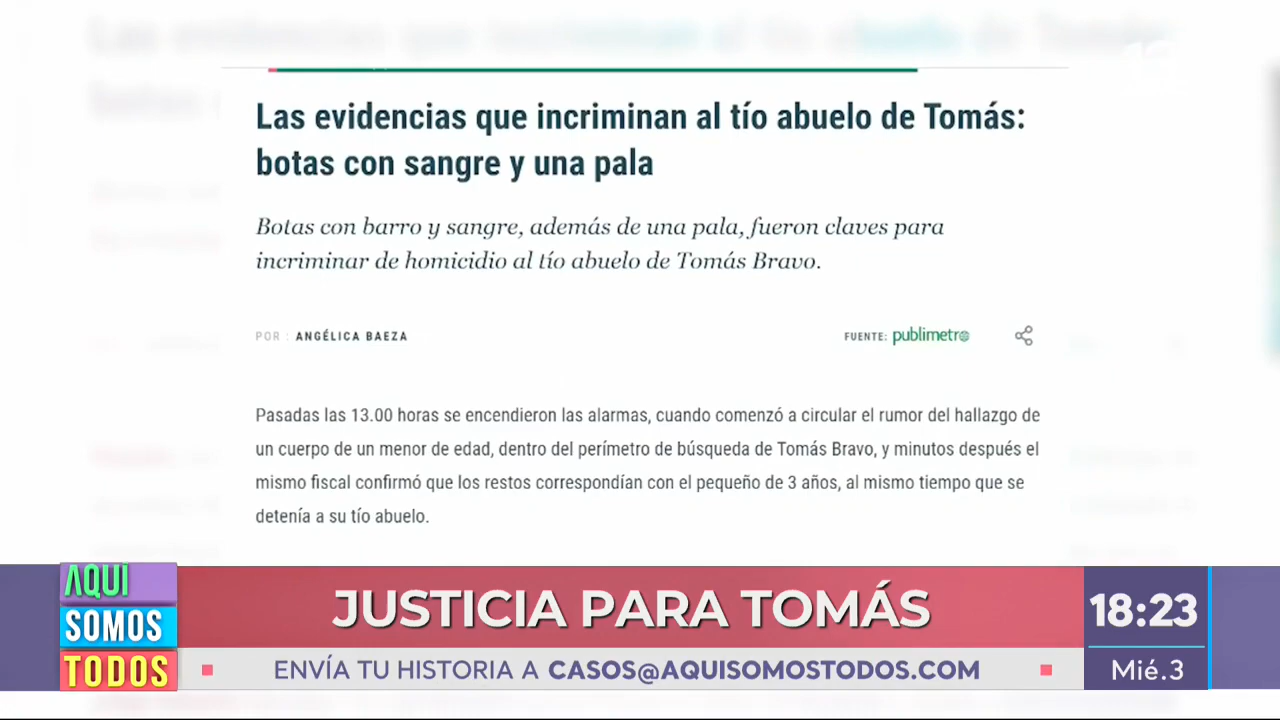 Las evidencias que incriminan al tío abuelo de Tomás:
botas con sangre y una pala
Botas con barro y sangre, además de una pala, fueron claves para
incriminar de homicidio al tío abuelo de Tomás Bravo.
POR : ANGÉLICA BAEZA
FUENTE: publimetro
Pasadas las 13.00 horas se encendieron las alarmas, cuando comenzó a circular el rumor del hallazgo de
un cuerpo de un menor de edad, dentro del perímetro de búsqueda de Tomás Bravo, y minutos después el
mismo fiscal confirmó que los restos correspondían con el pequeño de 3 años, al mismo tiempo que se
detenía a su tío abuelo.
AQUÍ
SOMOS
TODOS
JUSTICIA PARA TOMÁS
ENVÍA TU HISTORIA A CASOS@AQUISOMOSTODOS.COM
18:23
Mié.3